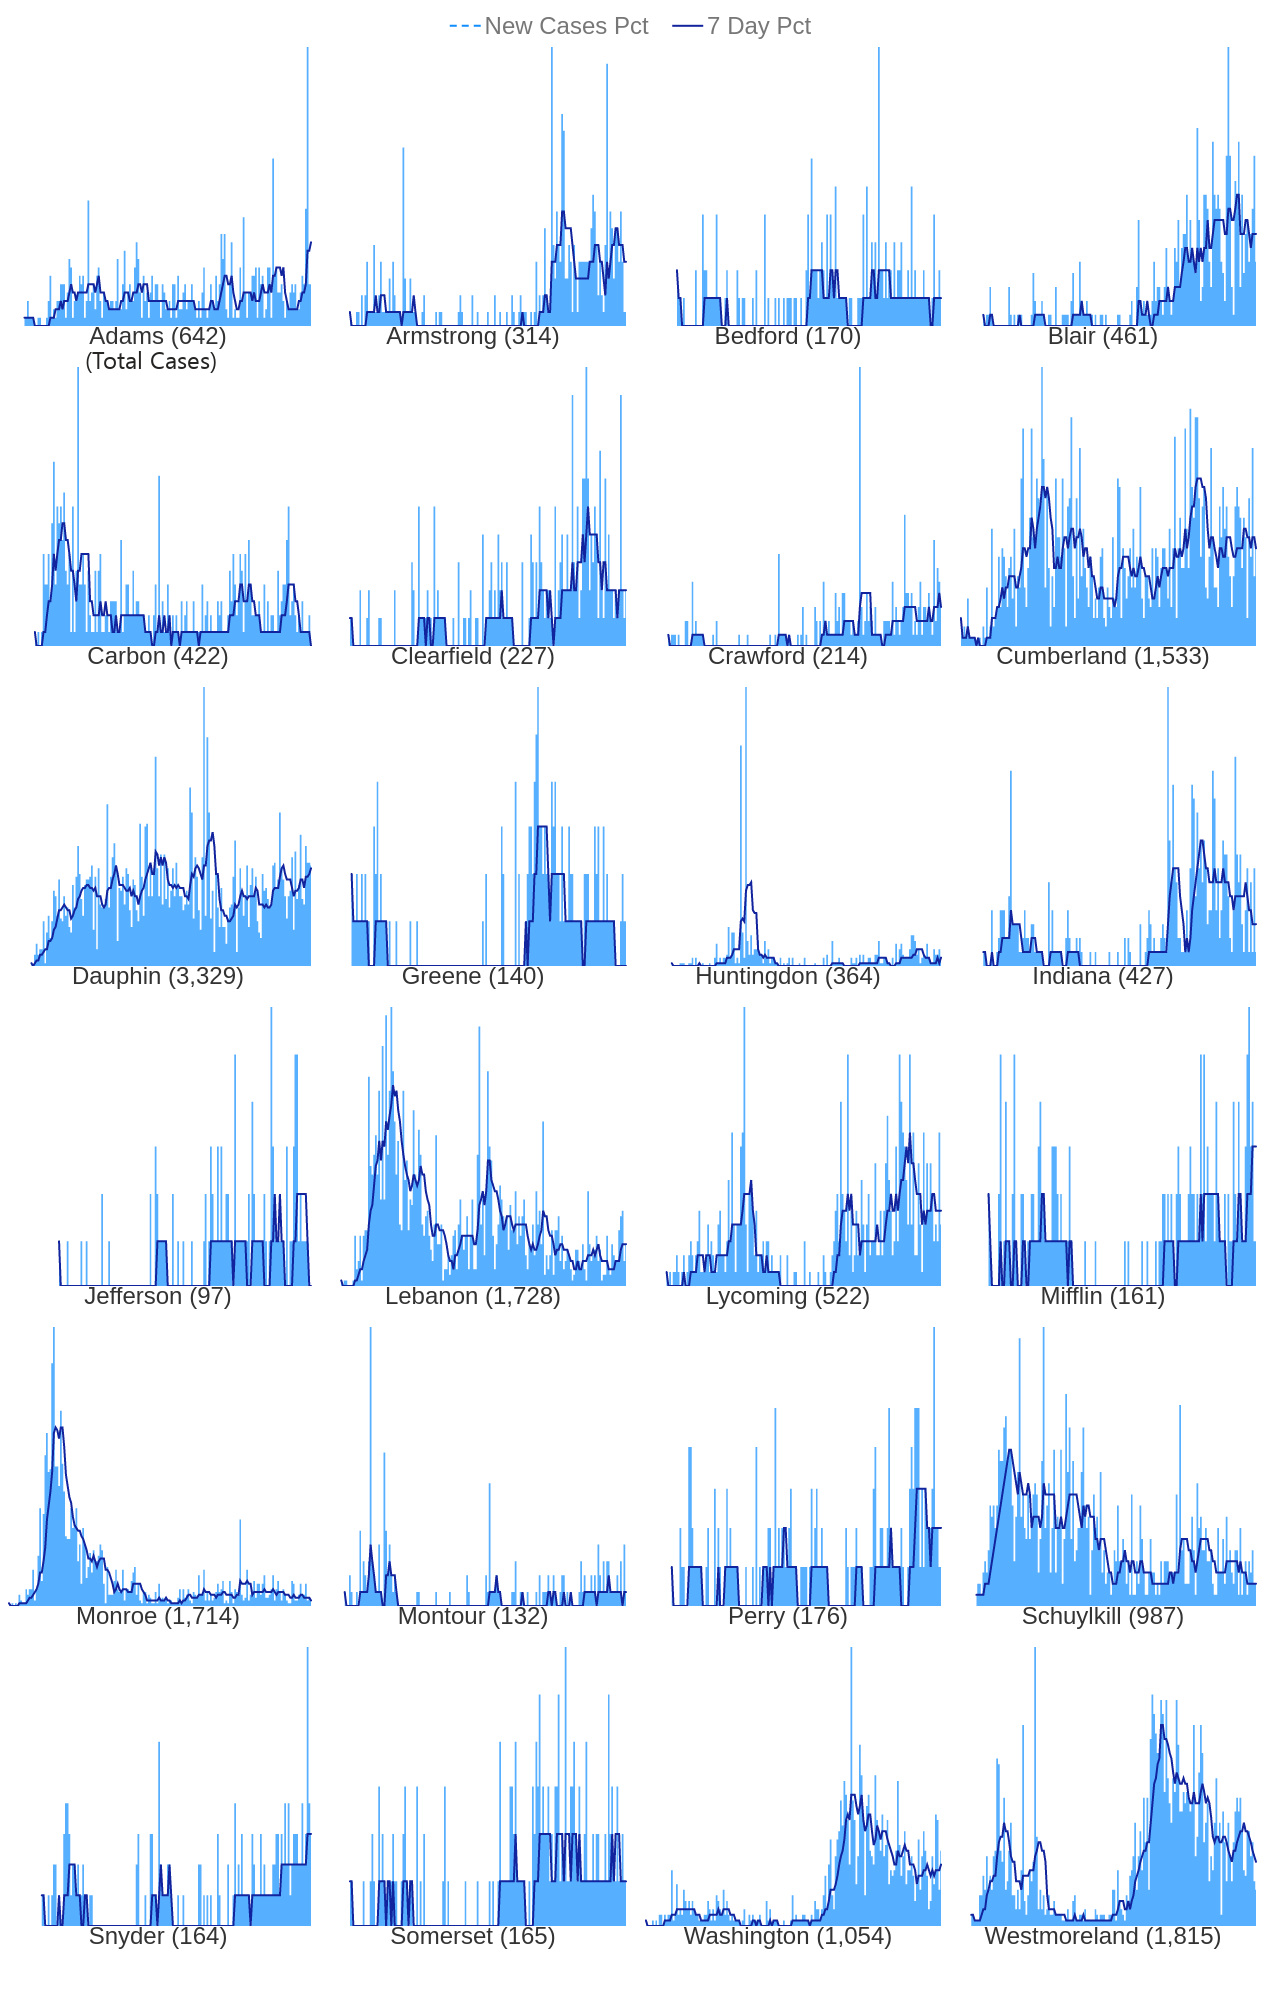 New Cases Pct 7 Day Pct
Adams (642) Armstrong (314) Bedford (170) Blair (461)
(Total Cases)
Carbon (422) Clearfield (227) Crawford (214) Cumberland (1,533)
Dauphin (3,329) Greene (140) Huntingdon (364) Indiana (427)
Jefferson (97) Lebanon (1,728) Lycoming (522) Mifflin (161)
Monroe (1,714) Montour (132) Perry (176) Schuylkill (987)
Snyder (164) Somerset (165) Washington (1,054) Westmoreland (1,815)